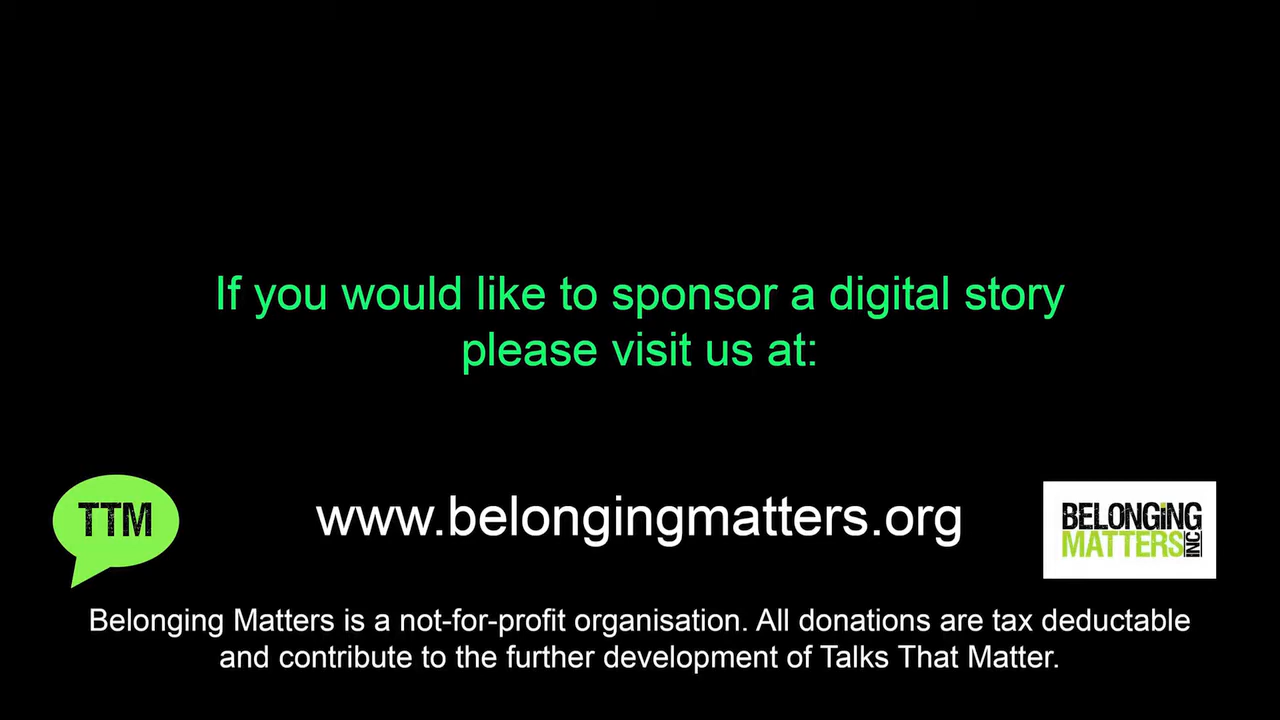 If you would like to sponsor a digital story
please visit us at:
TTM
www.belongingmatters.org
BELONGiNG
MATTERS INC
Belonging Matters is a not-for-profit organisation. All donations are tax deductable
and contribute to the further development of Talks That Matter.